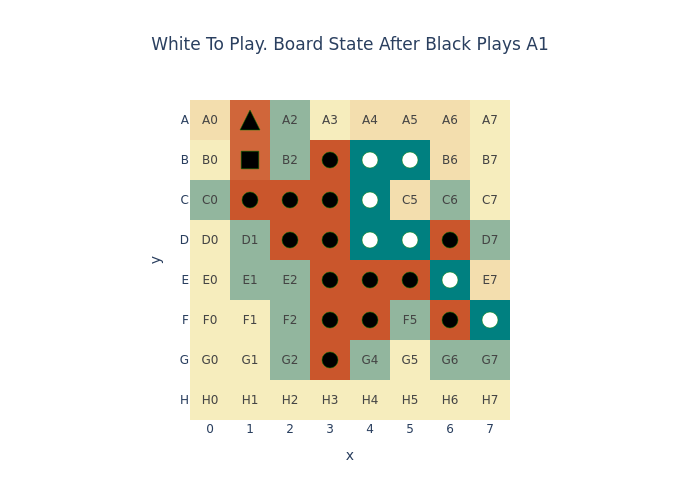 White To Play. Board State After Black Plays A1
A A0 A2 A3 A4 A5 A6 A7
B B0 B2 B6 B7
C C0 C5 C6 C7
D D0 D1 D7
E E0 E1 E2 E7
F F0 F1 F2 F5
G G0 G1 G2 G4 G5 G6 G7
H H0 H1 H2 H3 H4 H5 H6 H7
0 1 2 3 4 5 6 7
x
y